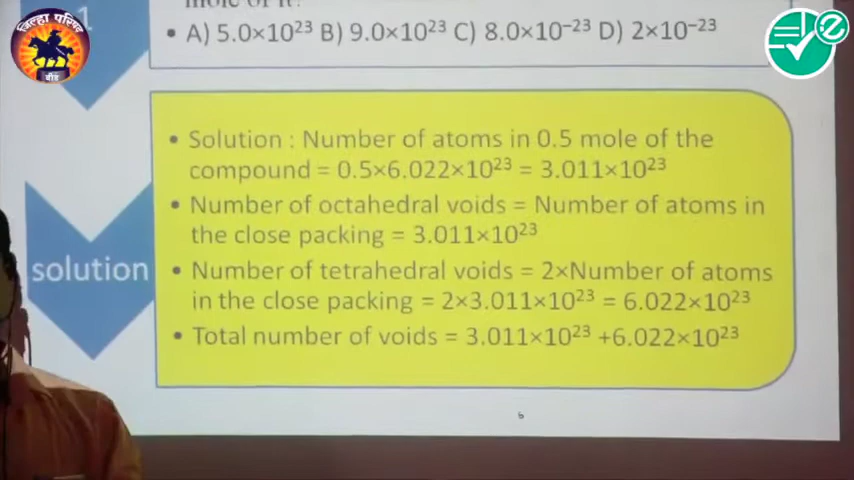 mole of it?
1
• A) 5.0×10²³ B) 9.0×10²³ C) 8.0×10⁻²³ D) 2×10⁻²³
जिल्हा परिषद
बीड
• Solution : Number of atoms in 0.5 mole of the
compound = 0.5×6.022×10²³ = 3.011×10²³
• Number of octahedral voids = Number of atoms in
the close packing = 3.011×10²³
solution
• Number of tetrahedral voids = 2×Number of atoms
in the close packing = 2×3.011×10²³ = 6.022×10²³
• Total number of voids = 3.011×10²³ +6.022×10²³
6